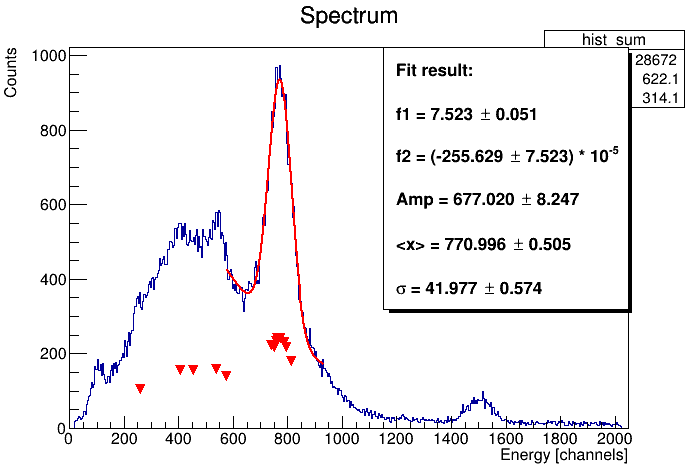 Spectrum
hist_sum
28672
622.1
314.1
Counts
Fit result:
f1 = 7.523 ± 0.051
f2 = (-255.629 ± 7.523) * 10^-5
Amp = 677.020 ± 8.247
<x> = 770.996 ± 0.505
σ = 41.977 ± 0.574
1000
800
600
400
200
0
0 200 400 600 800 1000 1200 1400 1600 1800 2000
Energy [channels]